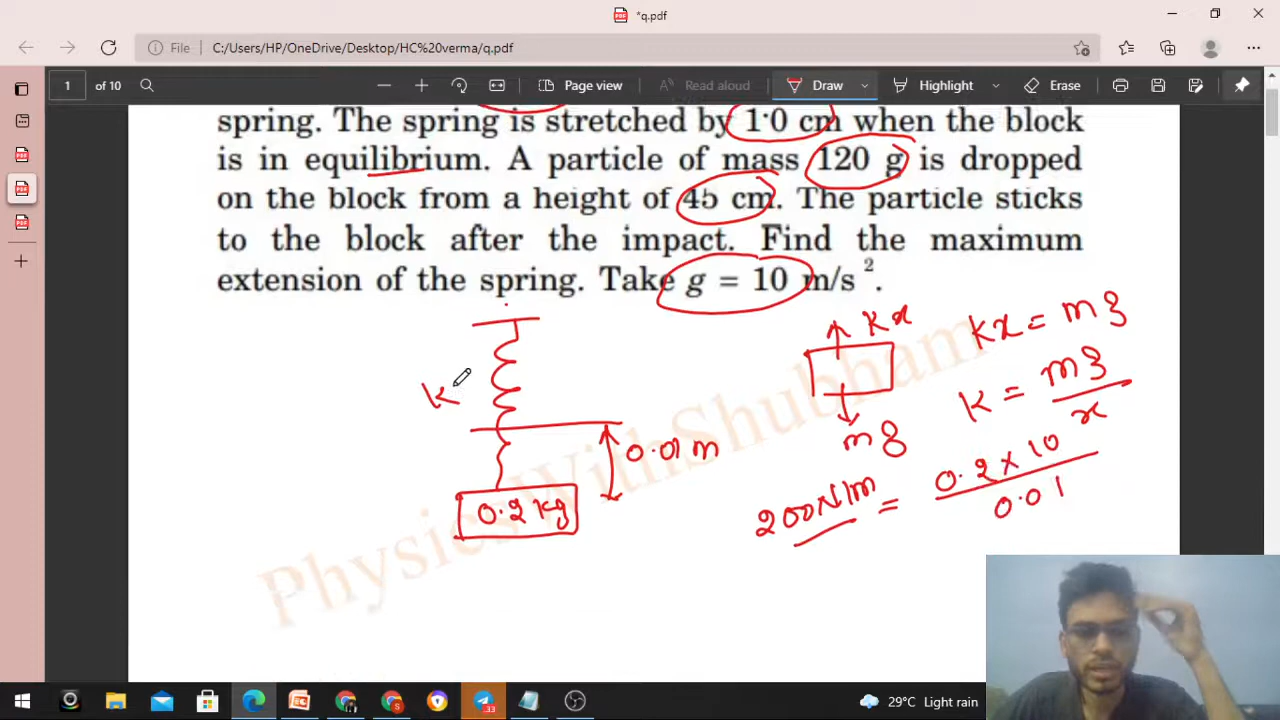 *q.pdf
File C:/Users/HP/OneDrive/Desktop/HC%20verma/q.pdf
1 of 10 Page view Read aloud Draw Highlight Erase
spring. The spring is stretched by 1·0 cm when the block
is in equilibrium. A particle of mass 120 g is dropped
on the block from a height of 45 cm. The particle sticks
to the block after the impact. Find the maximum
extension of the spring. Take g = 10 m/s².
K
0.01 m
0.2 kg
kx
mg
kx = mg
k = mg/x
200 N/m = 0.2 × 10 / 0.01
PhysicsWithShubham
33
29°C Light rain